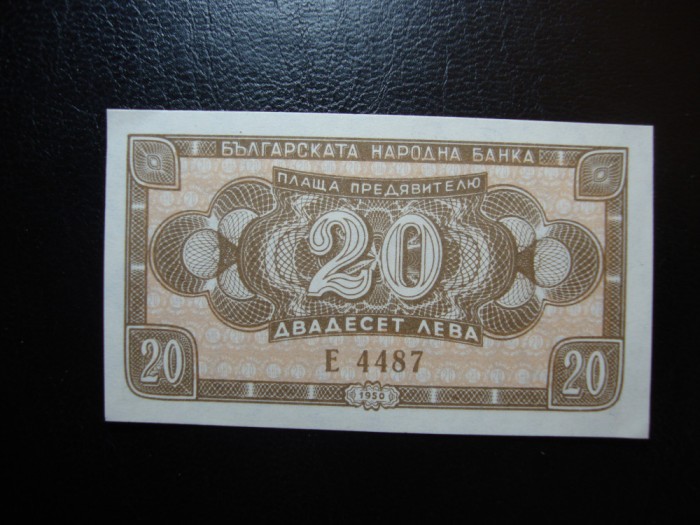 БЪЛГАРСКАТА НАРОДНА БАНКА
ПЛАЩА ПРЕДЯВИТЕЛЮ
20
ДВАДЕСЕТ ЛЕВА
Е 4487
20
1950
20